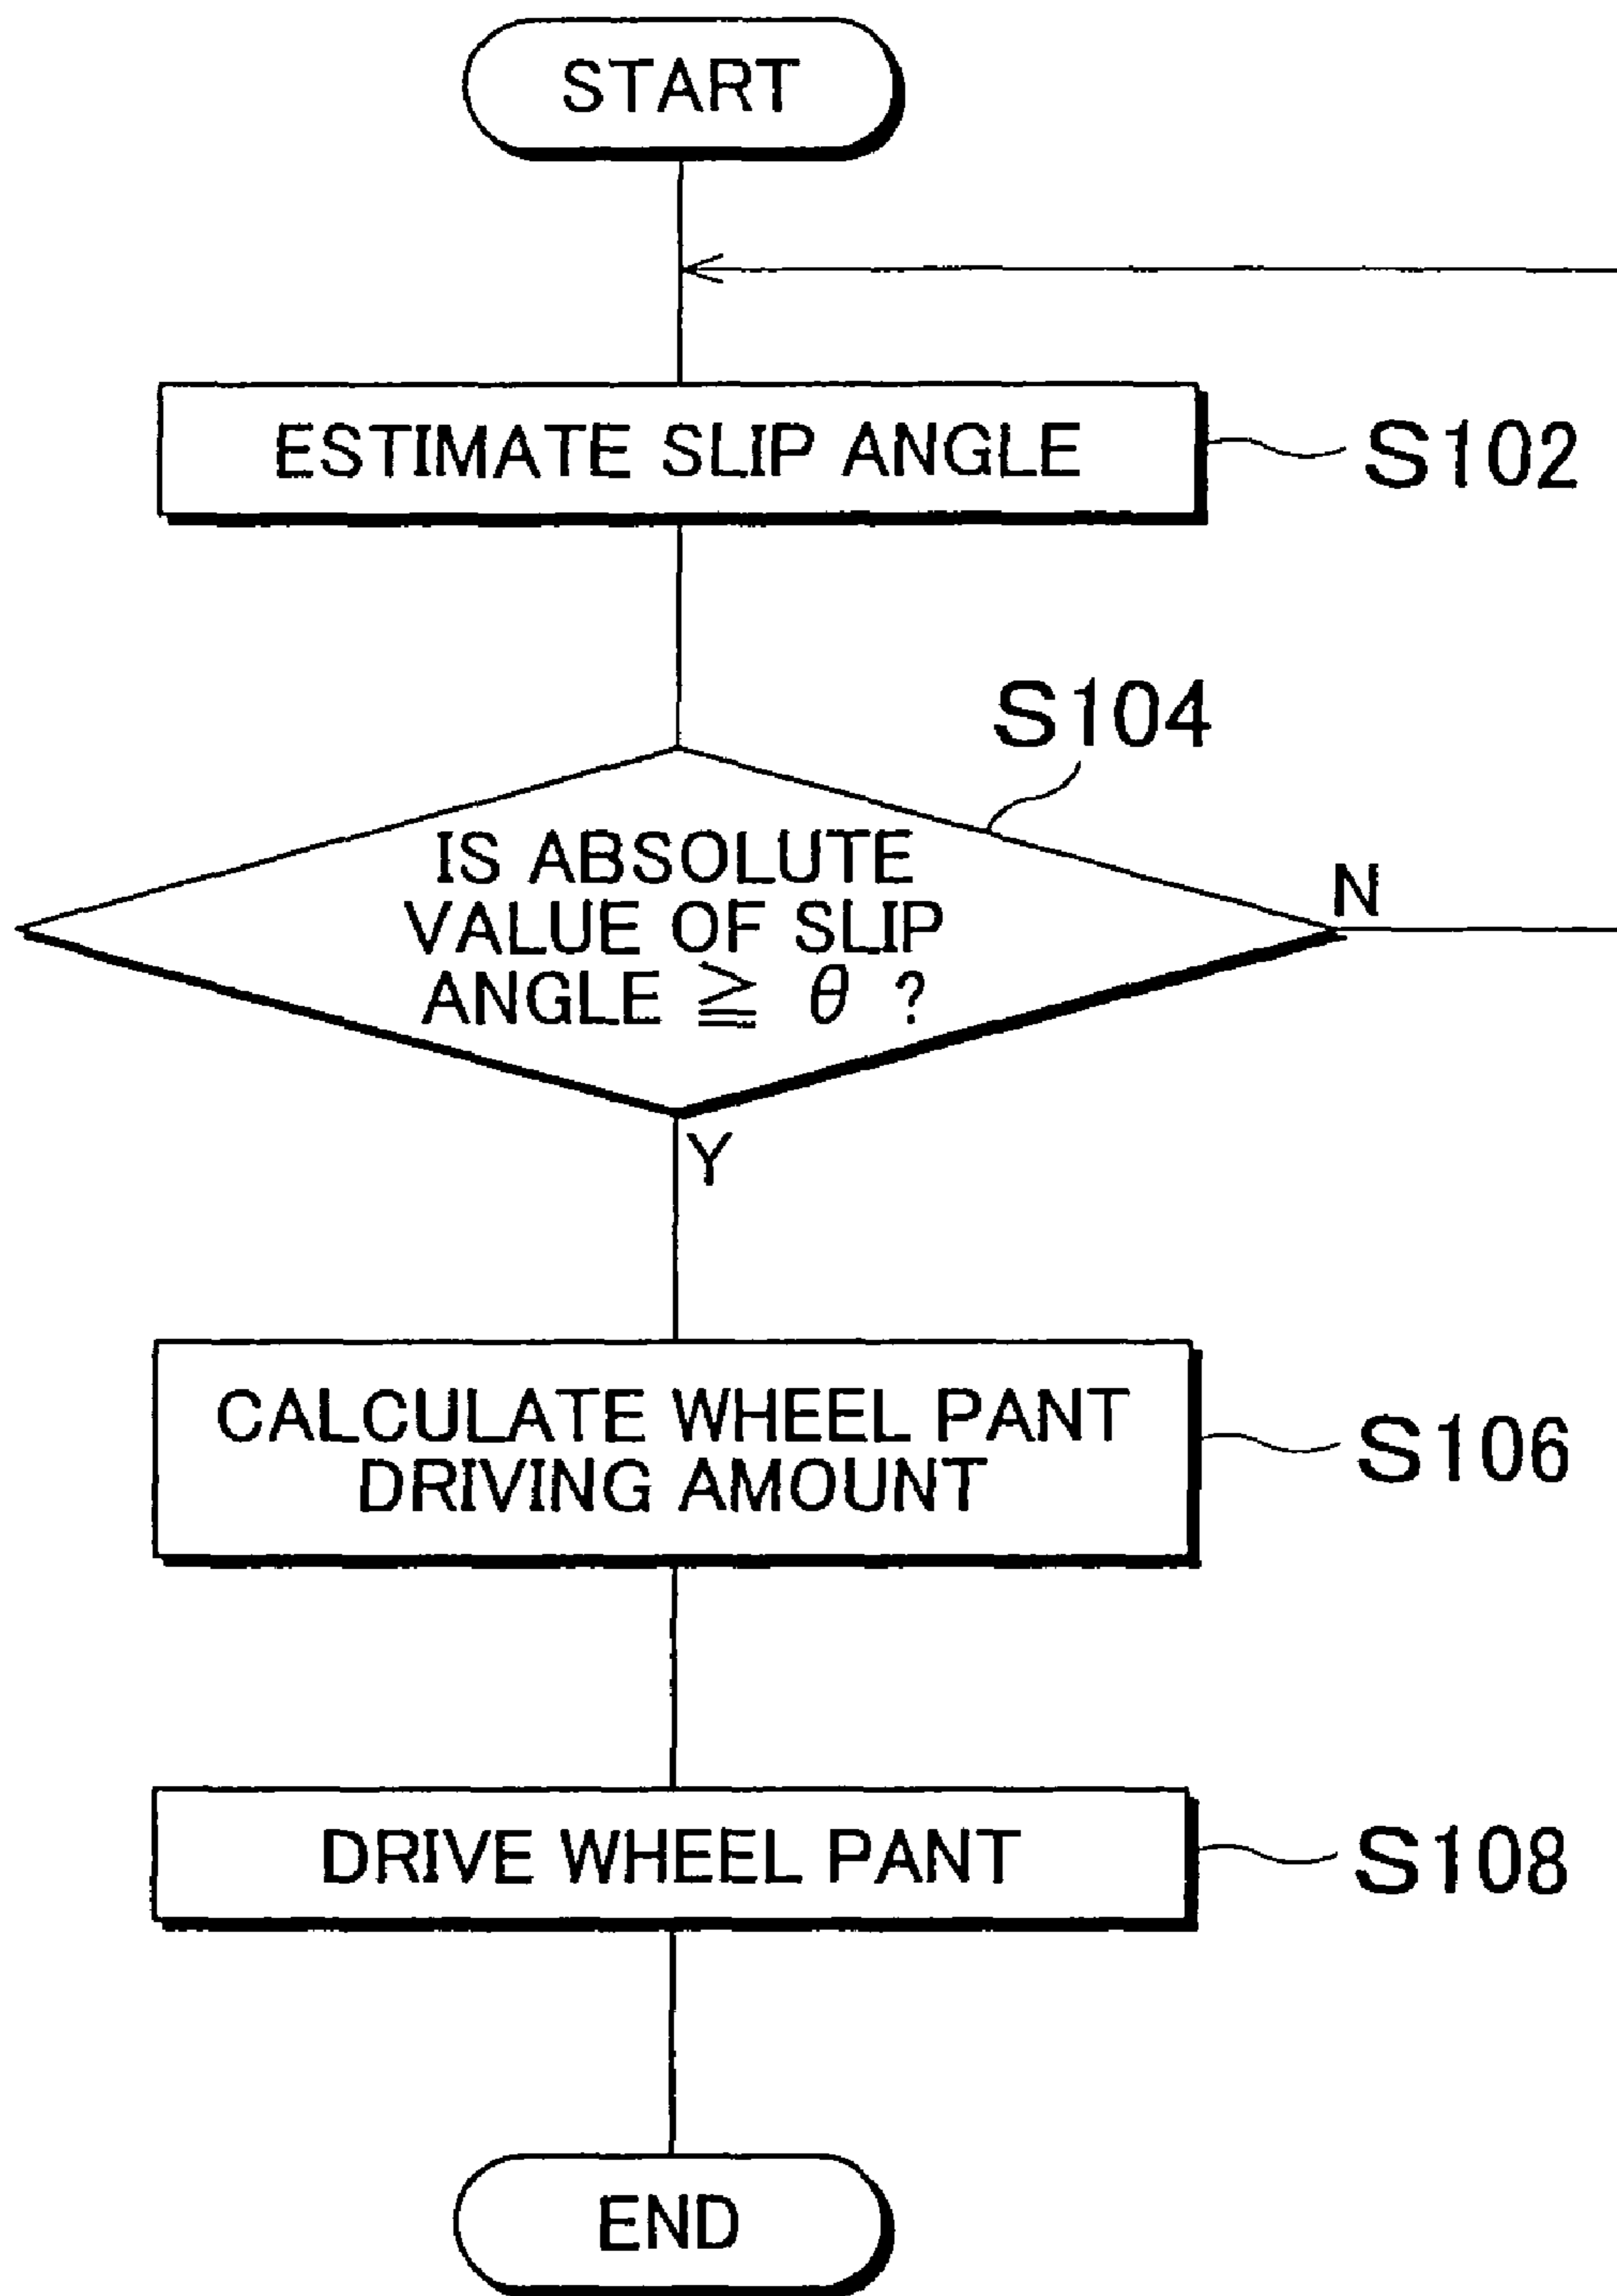 START
ESTIMATE SLIP ANGLE
S102
S104
IS ABSOLUTE
VALUE OF SLIP
ANGLE ≧ θ ?
N
Y
CALCULATE WHEEL PANT
DRIVING AMOUNT
S106
DRIVE WHEEL PANT
S108
END